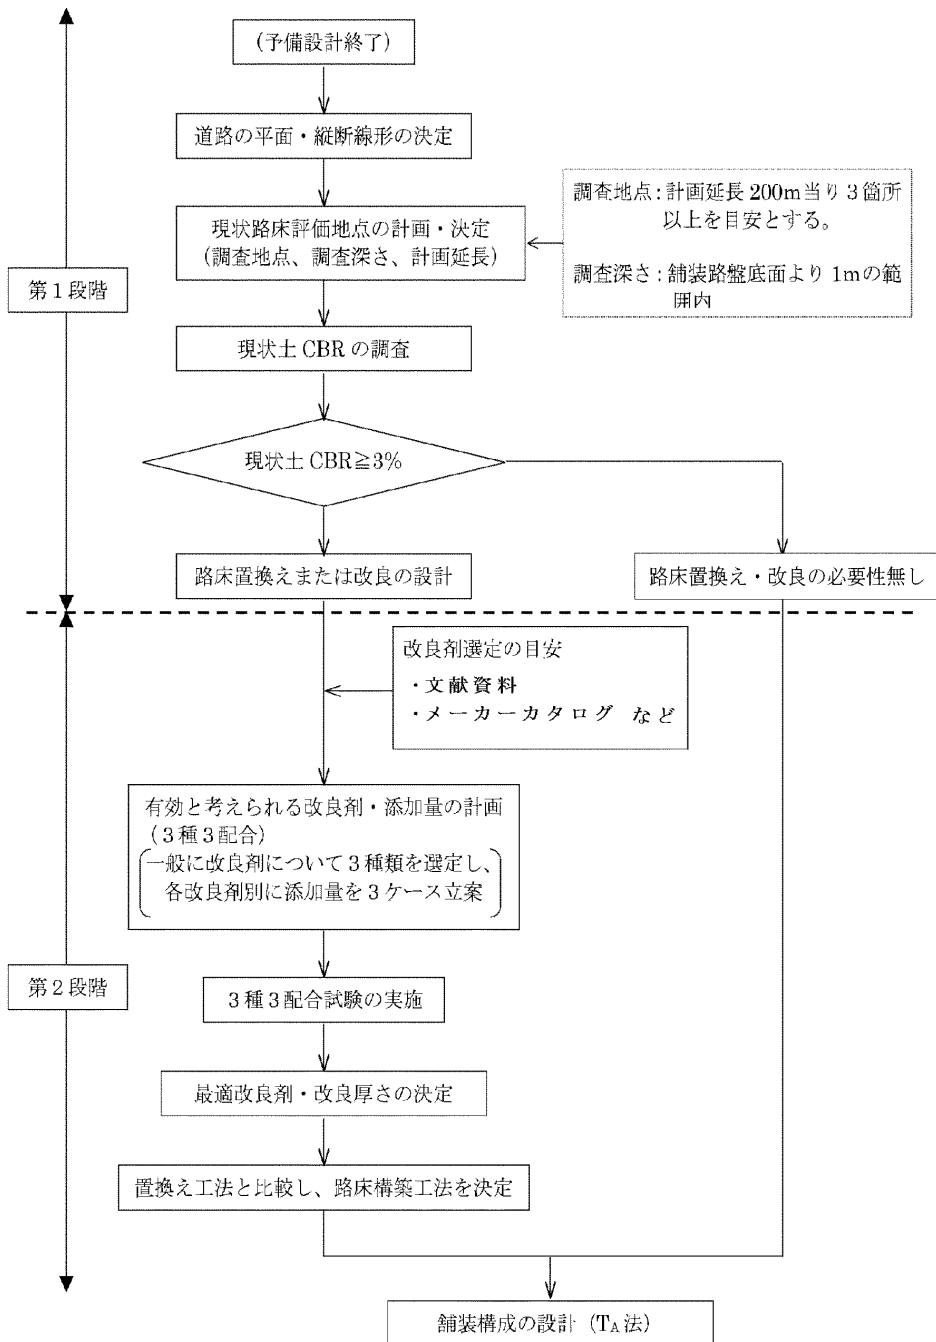 (予備設計終了)
道路の平面・縦断線形の決定
現状路床評価地点の計画・決定
(調査地点、調査深さ、計画延長)
調査地点：計画延長 200m当り 3 箇所
以上を目安とする。
調査深さ：舗装路盤底面より 1mの範
囲内
第１段階
現状土 CBR の調査
現状土 CBR≧3%
路床置換えまたは改良の設計
路床置換え・改良の必要性無し
改良剤選定の目安
・文献資料
・メーカーカタログ など
有効と考えられる改良剤・添加量の計画
(３種３配合)
一般に改良剤について３種類を選定し、
各改良剤別に添加量を３ケース立案
第２段階
３種３配合試験の実施
最適改良剤・改良厚さの決定
置換え工法と比較し、路床構築工法を決定
舗装構成の設計 (TA 法)